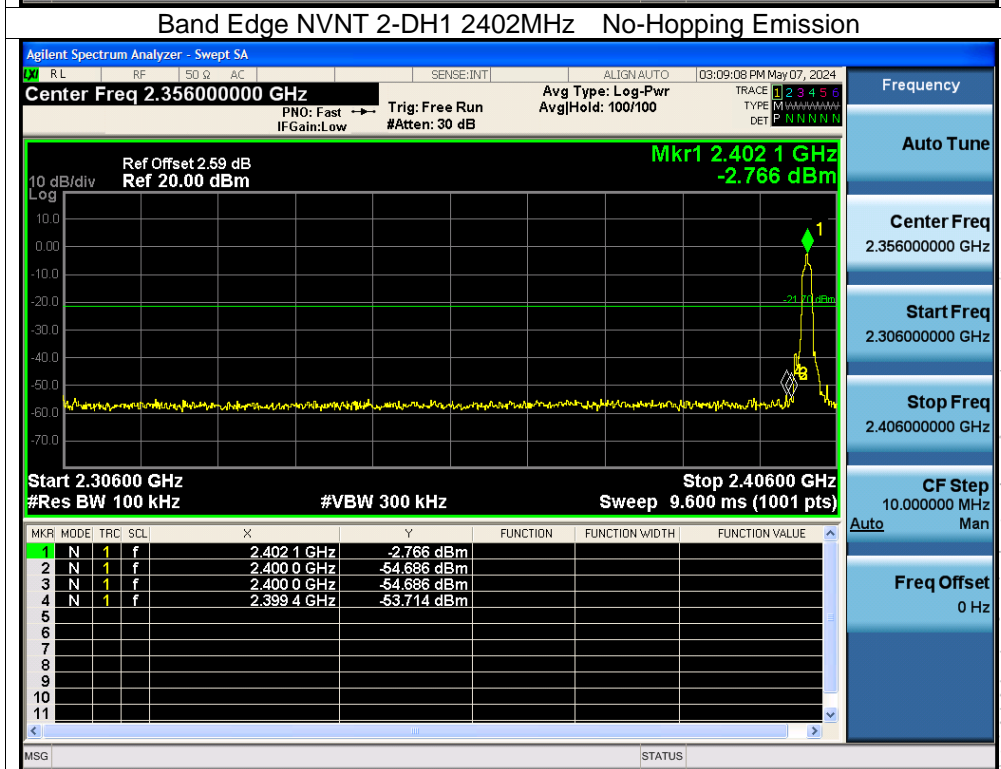 Band Edge NVNT 2-DH1 2402MHz No-Hopping Emission
Agilent Spectrum Analyzer - Swept SA
LXI RL RF 50 Ω AC SENSE:INT ALIGN AUTO 03:09:08 PM May 07, 2024
Center Freq 2.356000000 GHz
PNO: Fast
IFGain:Low
Trig: Free Run
#Atten: 30 dB
Avg Type: Log-Pwr
Avg|Hold: 100/100
TRACE 1 2 3 4 5 6
TYPE MWWWWW
DET P N N N N N
Ref Offset 2.59 dB
Ref 20.00 dBm
10 dB/div
Log
Mkr1 2.402 1 GHz
-2.766 dBm
10.0
0.00
-10.0
-20.0
-30.0
-40.0
-50.0
-60.0
-70.0
1
-21.70 dBm
Start 2.30600 GHz Stop 2.40600 GHz
#Res BW 100 kHz #VBW 300 kHz Sweep 9.600 ms (1001 pts)
MKR MODE TRC SCL X Y FUNCTION FUNCTION WIDTH FUNCTION VALUE
1 N 1 f 2.402 1 GHz -2.766 dBm
2 N 1 f 2.400 0 GHz -54.686 dBm
3 N 1 f 2.400 0 GHz -54.686 dBm
4 N 1 f 2.399 4 GHz -53.714 dBm
5
6
7
8
9
10
11
MSG STATUS
Frequency
Auto Tune
Center Freq
2.356000000 GHz
Start Freq
2.306000000 GHz
Stop Freq
2.406000000 GHz
CF Step
10.000000 MHz
Auto Man
Freq Offset
0 Hz